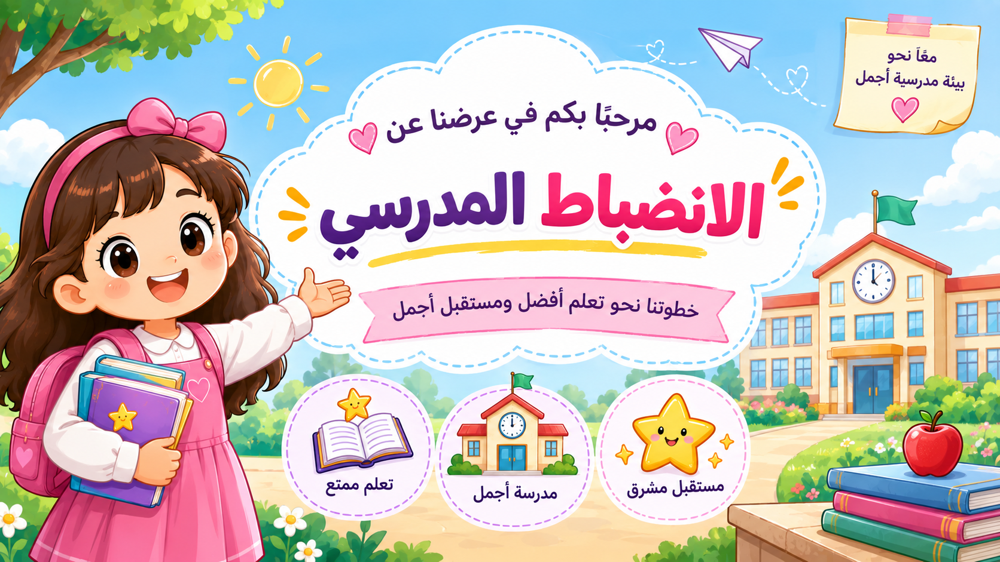 معًاَ نحو
بيئة مدرسية أجمل
مرحبًا بكم في عرضنا عن
الانضباط المدرسي
خطوتنا نحو تعلم أفضل ومستقبل أجمل
مستقبل مشرق
مدرسة أجمل
تعلم ممتع